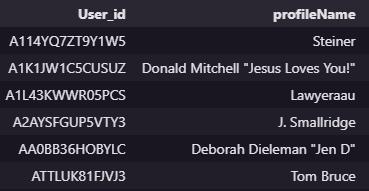 User_id profileName
A114YQ7ZT9Y1W5 Steiner
A1K1JW1C5CUSUZ Donald Mitchell "Jesus Loves You!"
A1L43KWWR05PCS Lawyeraau
A2AYSFGUP5VTY3 J. Smallridge
AA0BB36HOBYLC Deborah Dieleman "Jen D"
ATTLUK81FJVJ3 Tom Bruce